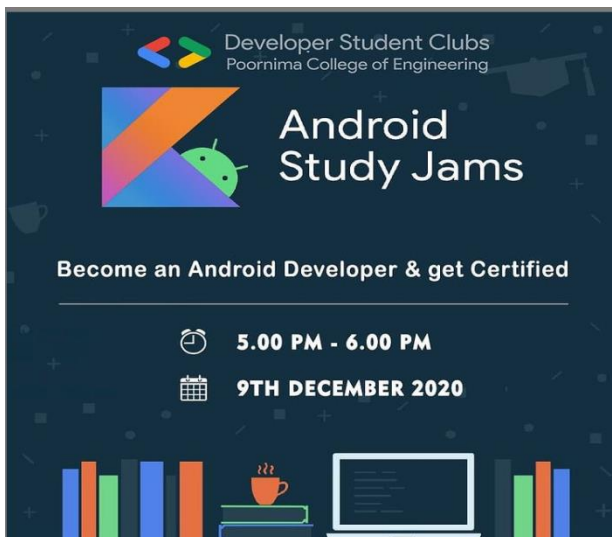 Developer Student Clubs
Poornima College of Engineering
Android
Study Jams
Become an Android Developer & get Certified
5.00 PM - 6.00 PM
9TH DECEMBER 2020